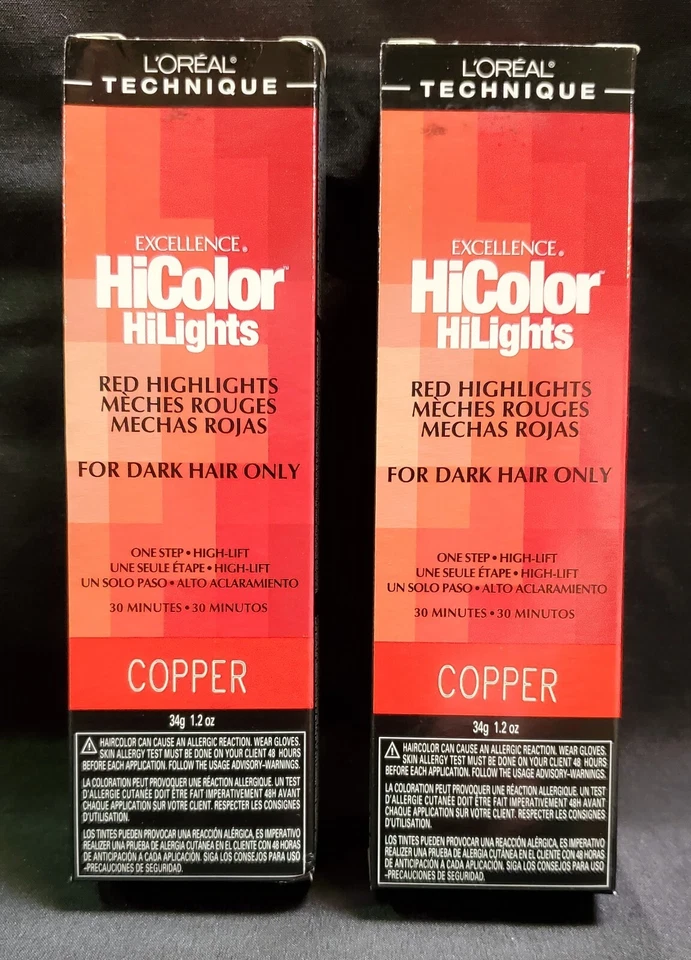 L'ORÉAL®
TECHNIQUE
EXCELLENCE®
HiColor™
HiLights
RED HIGHLIGHTS
MÈCHES ROUGES
MECHAS ROJAS
FOR DARK HAIR ONLY
ONE STEP • HIGH-LIFT
UNE SEULE ÉTAPE • HIGH-LIFT
UN SOLO PASO • ALTO ACLARAMIENTO
30 MINUTES • 30 MINUTOS
COPPER
34g 1.2 oz
HAIRCOLOR CAN CAUSE AN ALLERGIC REACTION. WEAR GLOVES.
SKIN ALLERGY TEST MUST BE DONE ON YOUR CLIENT 48 HOURS
BEFORE EACH APPLICATION. FOLLOW THE USAGE ADVISORY–WARNINGS.
LA COLORATION PEUT PROVOQUER UNE RÉACTION ALLERGIQUE. UN TEST
D'ALLERGIE CUTANÉE DOIT ÊTRE FAIT IMPERATIVEMENT 48H AVANT
CHAQUE APPLICATION SUR VOTRE CLIENT. RESPECTER LES CONSIGNES
D'UTILISATION.
LOS TINTES PUEDEN PROVOCAR UNA REACCIÓN ALÉRGICA, ES IMPERATIVO
REALIZAR UNA PRUEBA DE ALERGIA CUTÁNEA EN EL CLIENTE CON 48 HORAS
DE ANTICIPACIÓN A CADA APLICACIÓN. SIGA LOS CONSEJOS PARA USO
–PRECAUCIONES DE SEGURIDAD.
L'ORÉAL®
TECHNIQUE
EXCELLENCE®
HiColor™
HiLights
RED HIGHLIGHTS
MÈCHES ROUGES
MECHAS ROJAS
FOR DARK HAIR ONLY
ONE STEP • HIGH-LIFT
UNE SEULE ÉTAPE • HIGH-LIFT
UN SOLO PASO • ALTO ACLARAMIENTO
30 MINUTES • 30 MINUTOS
COPPER
34g 1.2 oz
HAIRCOLOR CAN CAUSE AN ALLERGIC REACTION. WEAR GLOVES.
SKIN ALLERGY TEST MUST BE DONE ON YOUR CLIENT 48 HOURS
BEFORE EACH APPLICATION. FOLLOW THE USAGE ADVISORY–WARNINGS.
LA COLORATION PEUT PROVOQUER UNE RÉACTION ALLERGIQUE. UN TEST
D'ALLERGIE CUTANÉE DOIT ÊTRE FAIT IMPERATIVEMENT 48H AVANT
CHAQUE APPLICATION SUR VOTRE CLIENT. RESPECTER LES CONSIGNES
D'UTILISATION.
LOS TINTES PUEDEN PROVOCAR UNA REACCIÓN ALÉRGICA, ES IMPERATIVO
REALIZAR UNA PRUEBA DE ALERGIA CUTÁNEA EN EL CLIENTE CON 48 HORAS
DE ANTICIPACIÓN A CADA APLICACIÓN. SIGA LOS CONSEJOS PARA USO
–PRECAUCIONES DE SEGURIDAD.